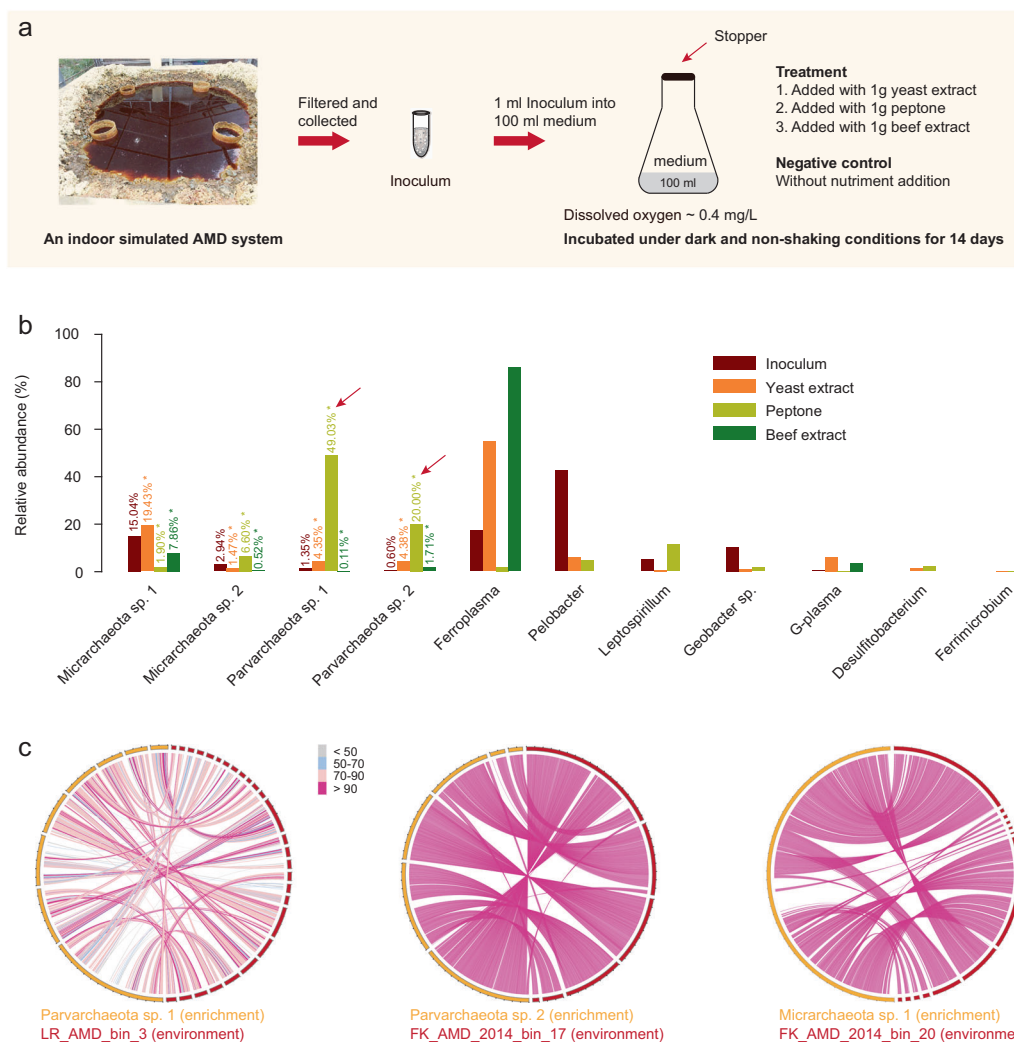 a
Stopper
Filtered and
collected
1 ml Inoculum into
100 ml medium
Treatment
1. Added with 1g yeast extract
2. Added with 1g peptone
3. Added with 1g beef extract
medium
100 ml
Negative control
Without nutriment addition
Inoculum
Dissolved oxygen ~ 0.4 mg/L
An indoor simulated AMD system
Incubated under dark and non-shaking conditions for 14 days
b
Relative abundance (%)
100
80
60
40
20
0
Inoculum
Yeast extract
Peptone
Beef extract
15.04%
19.43% *
1.90% *
7.86% *
2.94%
1.47% *
6.60% *
0.52% *
1.35%
4.35% *
49.03% *
0.11% *
0.60%
4.38% *
20.00% *
1.71% *
Micrarchaeota sp. 1
Micrarchaeota sp. 2
Parvarchaeota sp. 1
Parvarchaeota sp. 2
Ferroplasma
Pelobacter
Leptospirillum
Geobacter sp.
G-plasma
Desulfitobacterium
Ferrimicrobium
c
< 50
50-70
70-90
> 90
Parvarchaeota sp. 1 (enrichment)
LR_AMD_bin_3 (environment)
Parvarchaeota sp. 2 (enrichment)
FK_AMD_2014_bin_17 (environment)
Micrarchaeota sp. 1 (enrichment)
FK_AMD_2014_bin_20 (environme